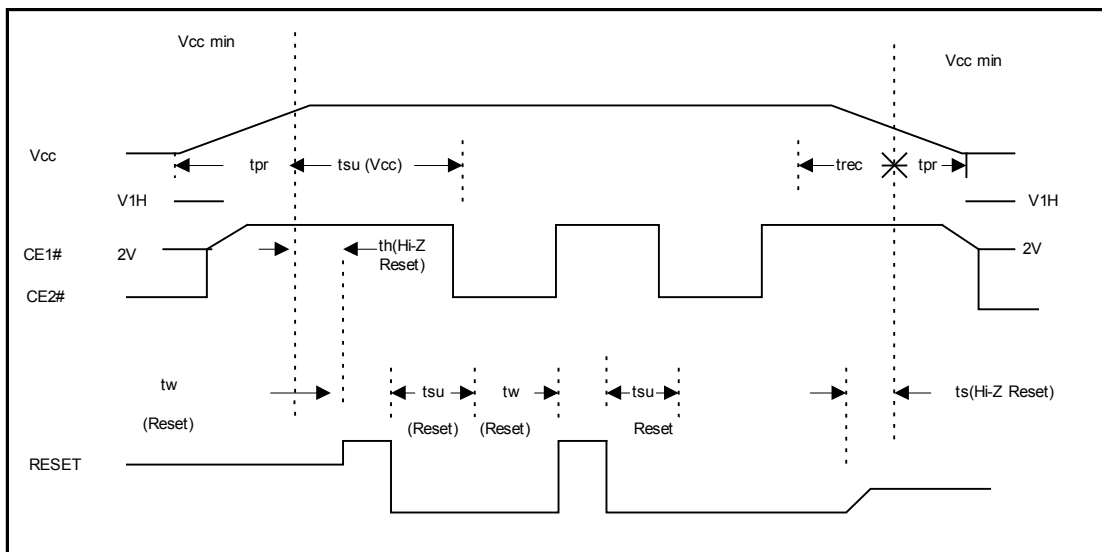 Vcc min
Vcc min
Vcc
tpr
tsu (Vcc)
trec
tpr
V1H
V1H
CE1#
2V
th(Hi-Z
Reset)
2V
CE2#
tw
(Reset)
tsu
(Reset)
tw
(Reset)
tsu
Reset
ts(Hi-Z Reset)
RESET